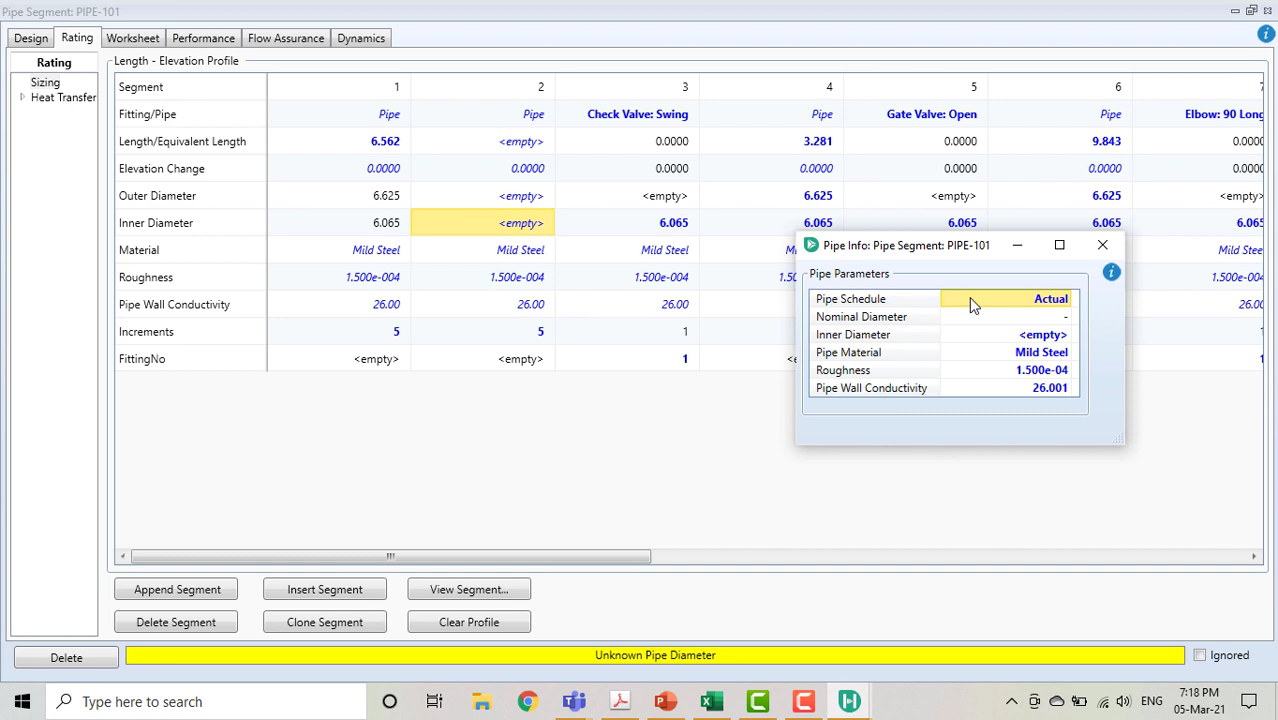 Pipe Segment: PIPE-101
Design Rating Worksheet Performance Flow Assurance Dynamics
Rating
Sizing
Heat Transfer
Length - Elevation Profile
Segment 1 2 3 4 5 6 7
Fitting/Pipe Pipe Pipe Check Valve: Swing Pipe Gate Valve: Open Pipe Elbow: 90 Long
Length/Equivalent Length 6.562 <empty> 0.0000 3.281 0.0000 9.843 0.0000
Elevation Change 0.0000 0.0000 0.0000 0.0000 0.0000 0.0000 0.0000
Outer Diameter 6.625 <empty> <empty> 6.625 <empty> 6.625 <empty>
Inner Diameter 6.065 <empty> 6.065 6.065 6.065 6.065 6.065
Material Mild Steel Mild Steel Mild Steel Mild Steel
Roughness 1.500e-04 1.500e-04 1.500e-04 1.500e-0
Pipe Wall Conductivity 26.00 26.00 26.00 26.00
Increments 5 5 1
FittingNo <empty> <empty> 1 <e
Pipe Info: Pipe Segment: PIPE-101
Pipe Parameters
Pipe Schedule Actual
Nominal Diameter -
Inner Diameter <empty>
Pipe Material Mild Steel
Roughness 1.500e-04
Pipe Wall Conductivity 26.001
Append Segment Insert Segment View Segment...
Delete Segment Clone Segment Clear Profile
Delete Unknown Pipe Diameter Ignored
Type here to search
ENG
7:18 PM
05-Mar-21